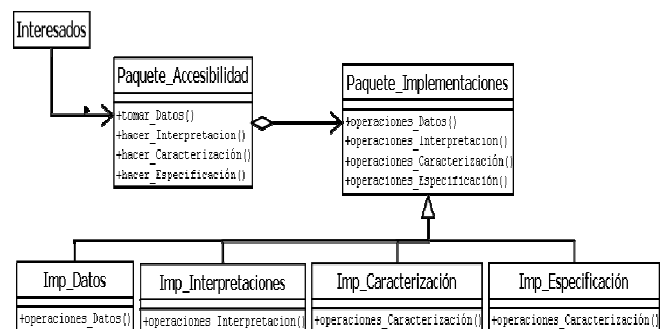 Interesados
Paquete_Accesibilidad
+tomar_Datos()
+hacer_Interpretacion()
+hacer_Caracterización()
+hacer_Especificación()
Paquete_Implementaciones
+operaciones_Datos()
+operaciones_Interpretacion()
+operaciones_Caracterización()
+operaciones_Especificación()
Imp_Datos
+operaciones_Datos()
Imp_Interpretaciones
+operaciones_Interpretacion()
Imp_Caracterización
+operaciones_Caracterización()
Imp_Especificación
+operaciones_Caracterización()